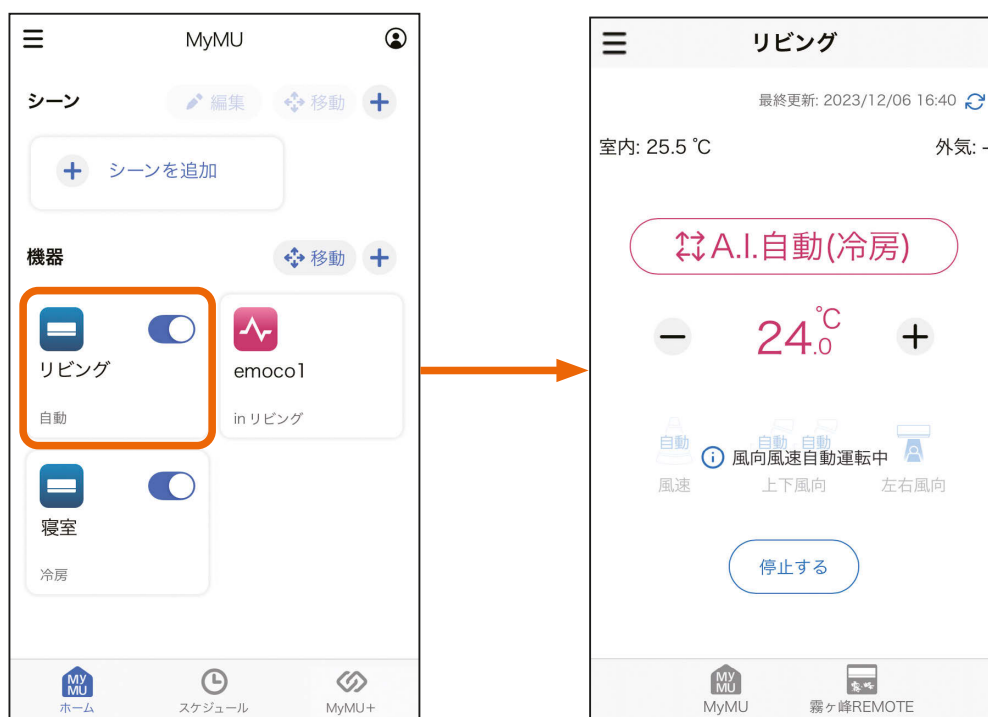 MyMU
シーン
編集
移動
シーンを追加
機器
移動
リビング
自動
emoco1
in リビング
寝室
冷房
MY
MU
ホーム
スケジュール
MyMU+
リビング
最終更新: 2023/12/06 16:40
室内: 25.5 ℃
外気: -
A.I.自動(冷房)
24.0 ℃
自動
自動
自動
風向風速自動運転中
風速
上下風向
左右風向
停止する
MY
MU
MyMU
霧ヶ峰REMOTE